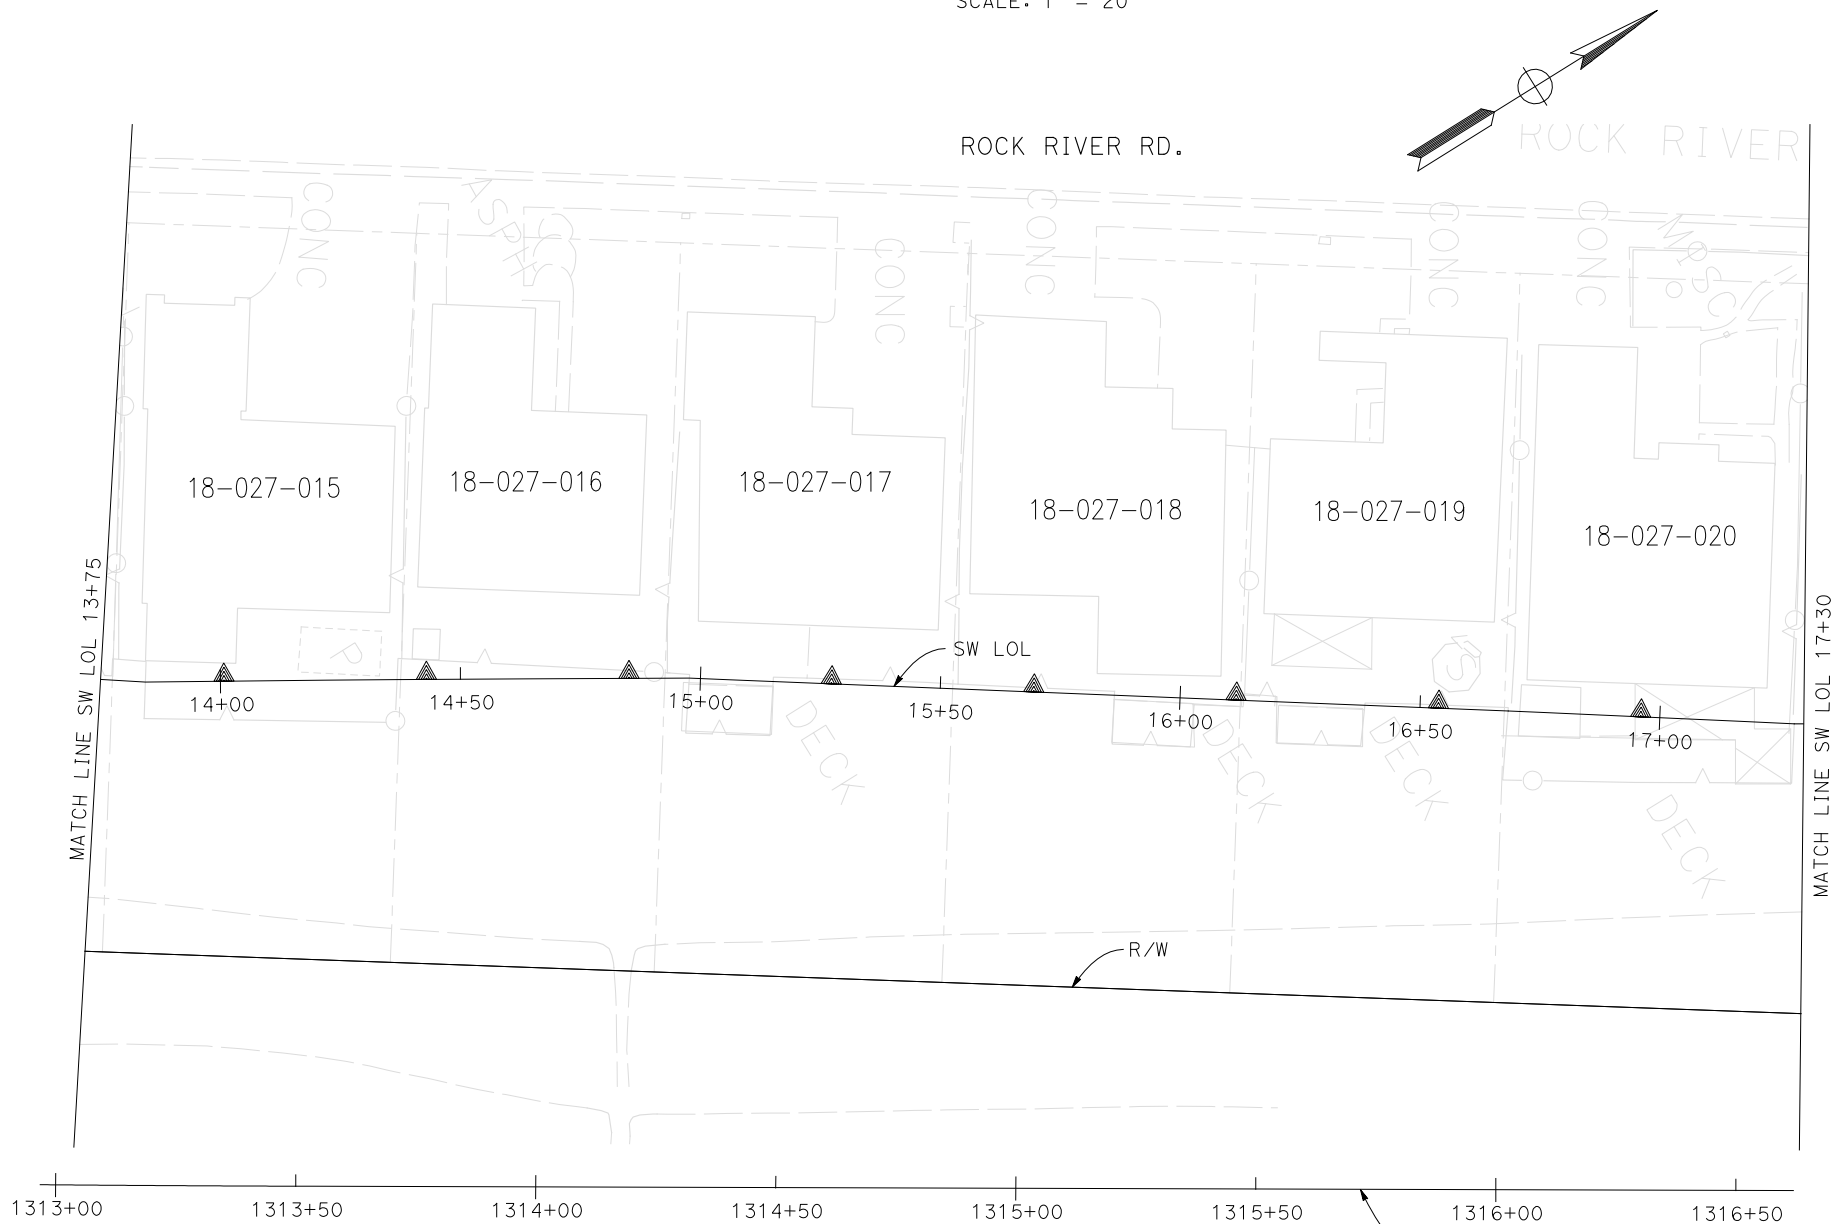 SCALE: 1" = 20'
ROCK RIVER RD.
ROCK RIVER
CONC
ASPH
CONC
CONC
CONC
CONC
18-027-015
18-027-016
18-027-017
18-027-018
18-027-019
18-027-020
MATCH LINE SW LOL 13+75
MATCH LINE SW LOL 17+30
P
S
SW LOL
14+00
14+50
15+00
15+50
16+00
16+50
17+00
DECK
DECK
DECK
DECK
R/W
1313+00
1313+50
1314+00
1314+50
1315+00
1315+50
1316+00
1316+50